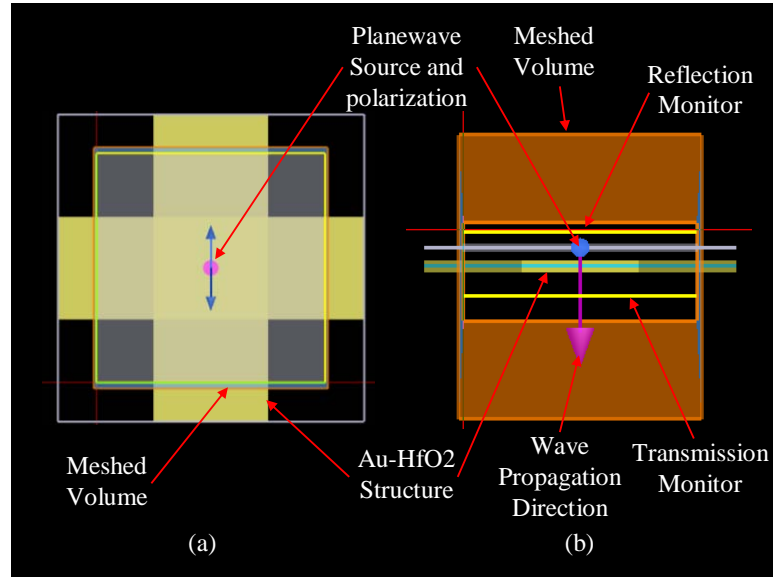 Planewave
Source and
polarization
Meshed
Volume
Reflection
Monitor
Meshed
Volume
Au-HfO2
Structure
Wave
Propagation
Direction
Transmission
Monitor
(a)
(b)